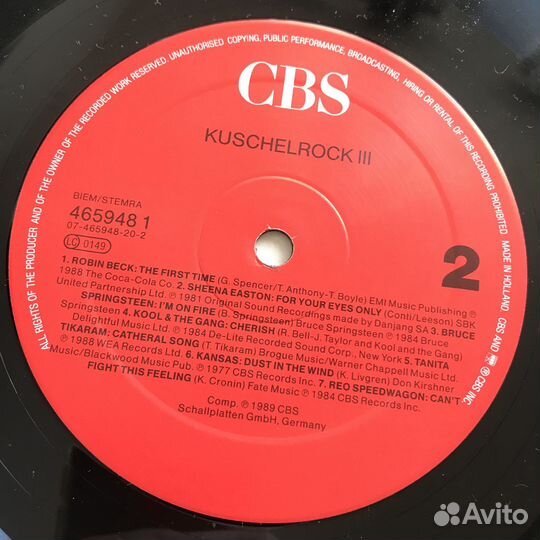 ALL RIGHTS OF THE PRODUCER AND OF THE OWNER OF THE RECORDED WORK RESERVED. UNAUTHORISED COPYING, PUBLIC PERFORMANCE, BROADCASTING, HIRING OR RENTAL OF THIS RECORDING PROHIBITED MADE IN HOLLAND. CBS AND ℗ CBS INC.
CBS
KUSCHELROCK III
BIEM/STEMRA
465948 1
07-465948-20-2
LC 0149
2
1. ROBIN BECK: THE FIRST TIME (G. Spencer/T. Anthony-T. Boyle) EMI Music Publishing ℗
1988 The Coca-Cola Co. 2. SHEENA EASTON: FOR YOUR EYES ONLY (Conti/Leeson) SBK
United Partnership Ltd. ℗ 1981 Original Sound Recordings made by Danjang SA 3. BRUCE
SPRINGSTEEN: I'M ON FIRE (B. Springsteen) Bruce Springsteen ℗ 1984 Bruce
Springsteen 4. KOOL & THE GANG: CHERISH (R. Bell-J. Taylor and Kool and the Gang)
Delightful Music Ltd. ℗ 1984 De-Lite Recorded Sound Corp., New York 5. TANITA
TIKARAM: CATHERAL SONG (T. Tikaram) Brogue Music/Warner Chappell Music Ltd.
℗ 1988 WEA Records Ltd. 6. KANSAS: DUST IN THE WIND (K. Livgren) Don Kirshner
Music/Blackwood Music Pub. ℗ 1977 CBS Records Inc. 7. REO SPEEDWAGON: CAN'T
FIGHT THIS FEELING (K. Cronin) Fate Music ℗ 1984 CBS Records Inc.
Comp. ℗ 1989 CBS
Schallplatten GmbH, Germany
Avito